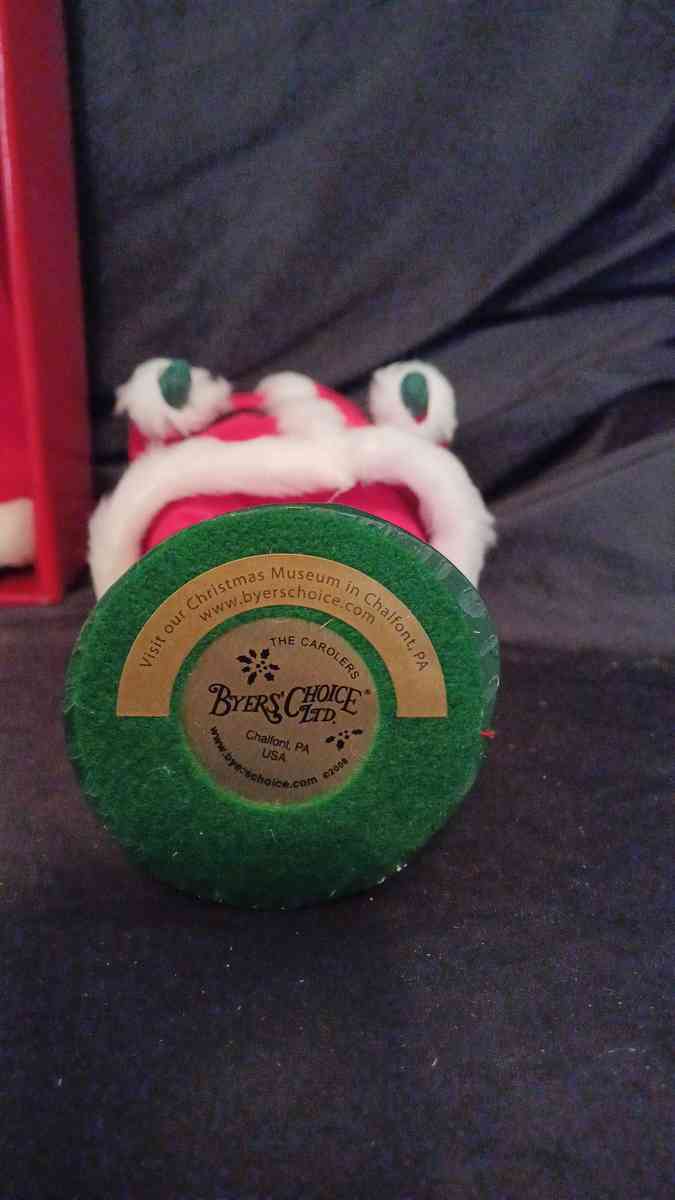 Visit our Christmas Museum in Chalfont, PA
www.byerschoice.com
THE CAROLERS
BYERS' CHOICE®
LTD.
Chalfont, PA
USA
www.byerschoice.com ©2008